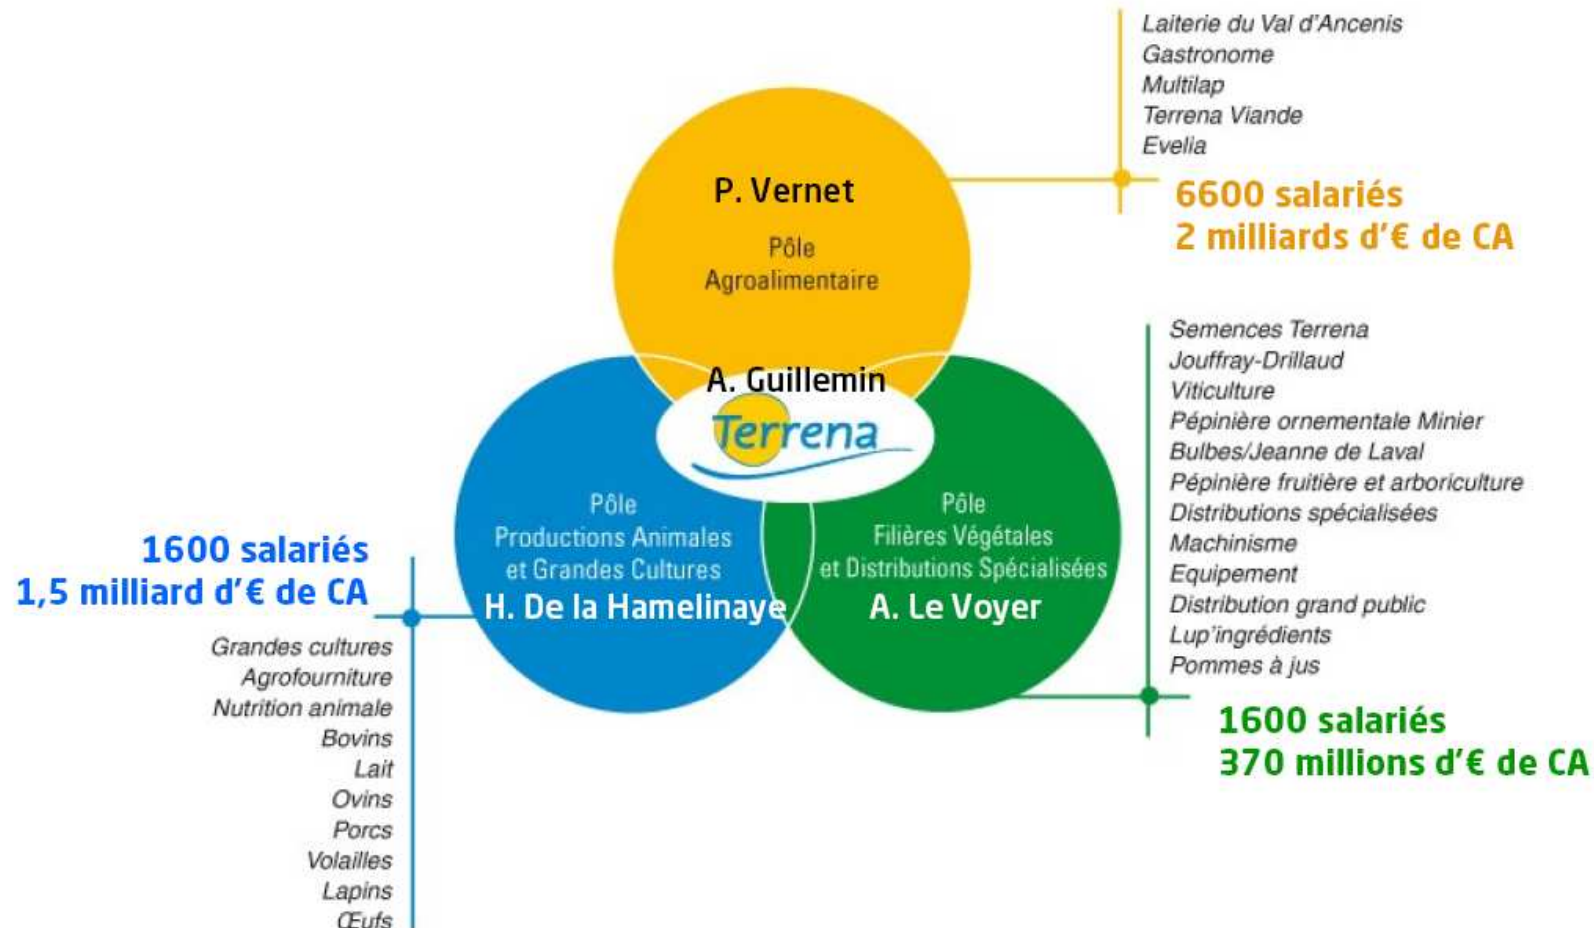 Laiterie du Val d'Ancenis
Gastronome
Multilap
Terrena Viande
Evelia
6600 salariés
2 milliards d'€ de CA
P. Vernet
Pôle
Agroalimentaire
A. Guillemin
Terrena
Pôle
Productions Animales
et Grandes Cultures
H. De la Hamelinaye
Pôle
Filières Végétales
et Distributions Spécialisées
A. Le Voyer
Semences Terrena
Jouffray-Drillaud
Viticulture
Pépinière ornementale Minier
Bulbes/Jeanne de Laval
Pépinière fruitière et arboriculture
Distributions spécialisées
Machinisme
Equipement
Distribution grand public
Lup'ingrédients
Pommes à jus
1600 salariés
370 millions d'€ de CA
1600 salariés
1,5 milliard d'€ de CA
Grandes cultures
Agrofourniture
Nutrition animale
Bovins
Lait
Ovins
Porcs
Volailles
Lapins
Œufs